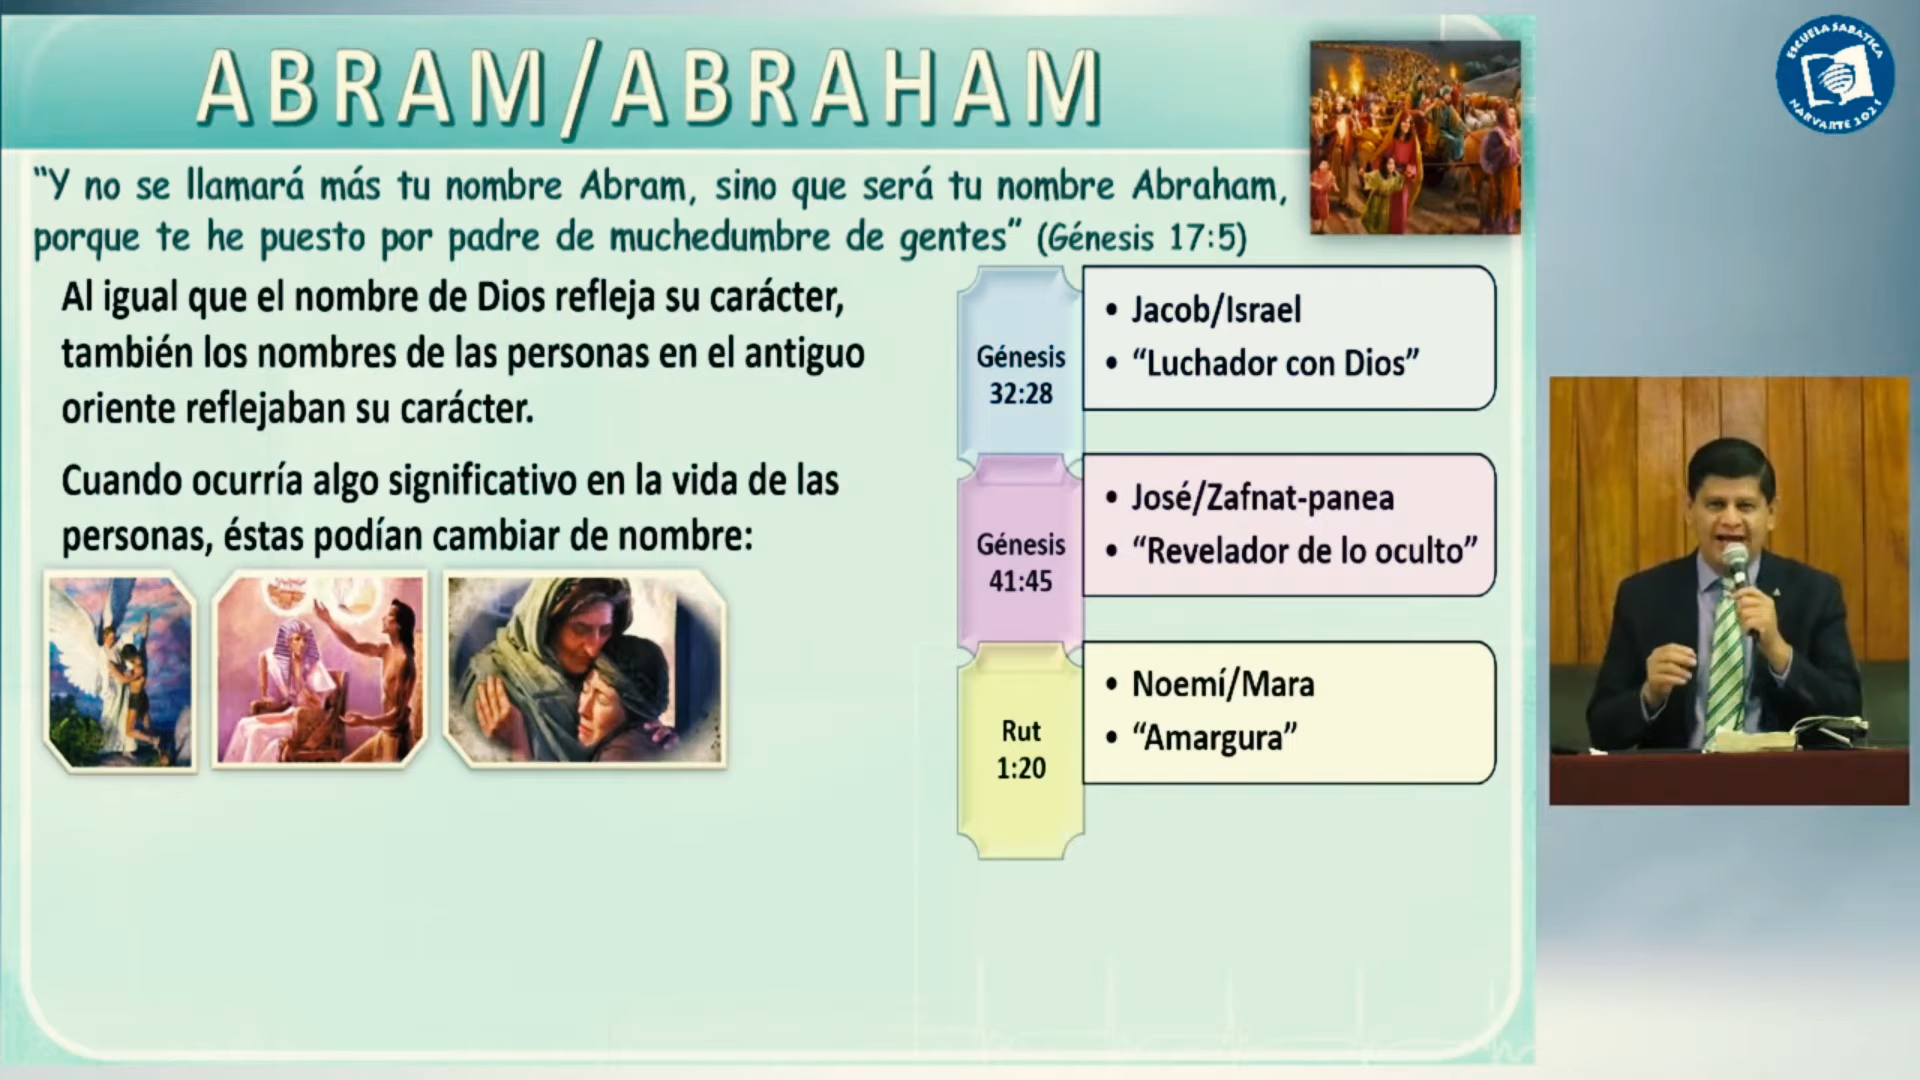 ABRAM/ABRAHAM
“Y no se llamará más tu nombre Abram, sino que será tu nombre Abraham,
porque te he puesto por padre de muchedumbre de gentes” (Génesis 17:5)
Al igual que el nombre de Dios refleja su carácter,
también los nombres de las personas en el antiguo
oriente reflejaban su carácter.
Cuando ocurría algo significativo en la vida de las
personas, éstas podían cambiar de nombre:
Génesis
32:28
• Jacob/Israel
• “Luchador con Dios”
Génesis
41:45
• José/Zafnat-panea
• “Revelador de lo oculto”
Rut
1:20
• Noemí/Mara
• “Amargura”
ESCUELA SABATICA
NARVARTE 2021